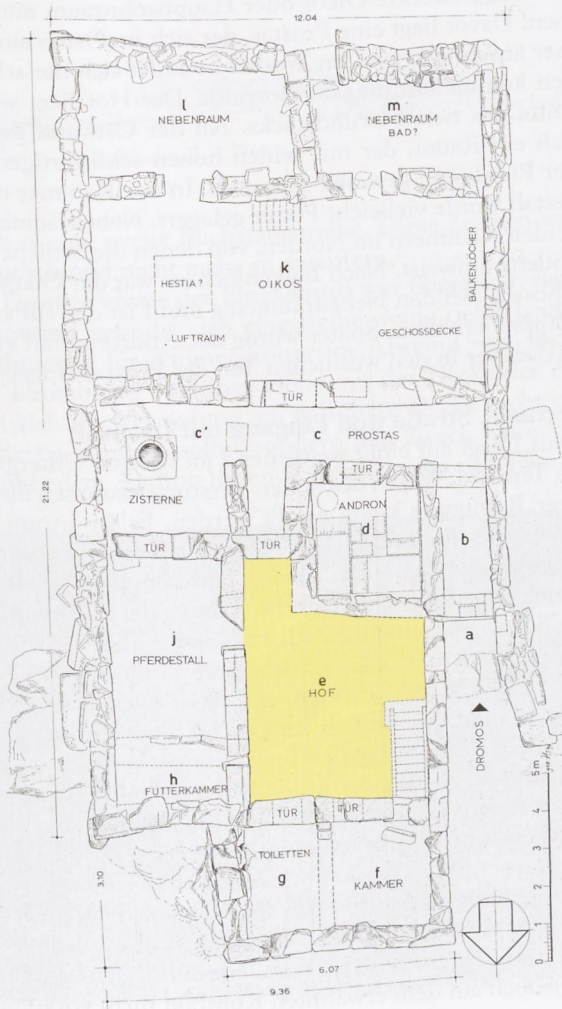 12.04
l
NEBENRAUM
m
NEBENRAUM
BAD?
k
OIKOS
HESTIA?
LUFTRAUM
GESCHOSSDECKE
BALKENLÖCHER
TÜR
c'
c
PROSTAS
ZISTERNE
TÜR
ANDRON
d
b
21.22
TÜR
TÜR
j
PFERDESTALL
a
e
HOF
DROMOS
h
FUTTERKAMMER
TÜR
TÜR
TOILETTEN
g
f
KAMMER
3.10
5m
4
3
2
1
0
6.07
9.36